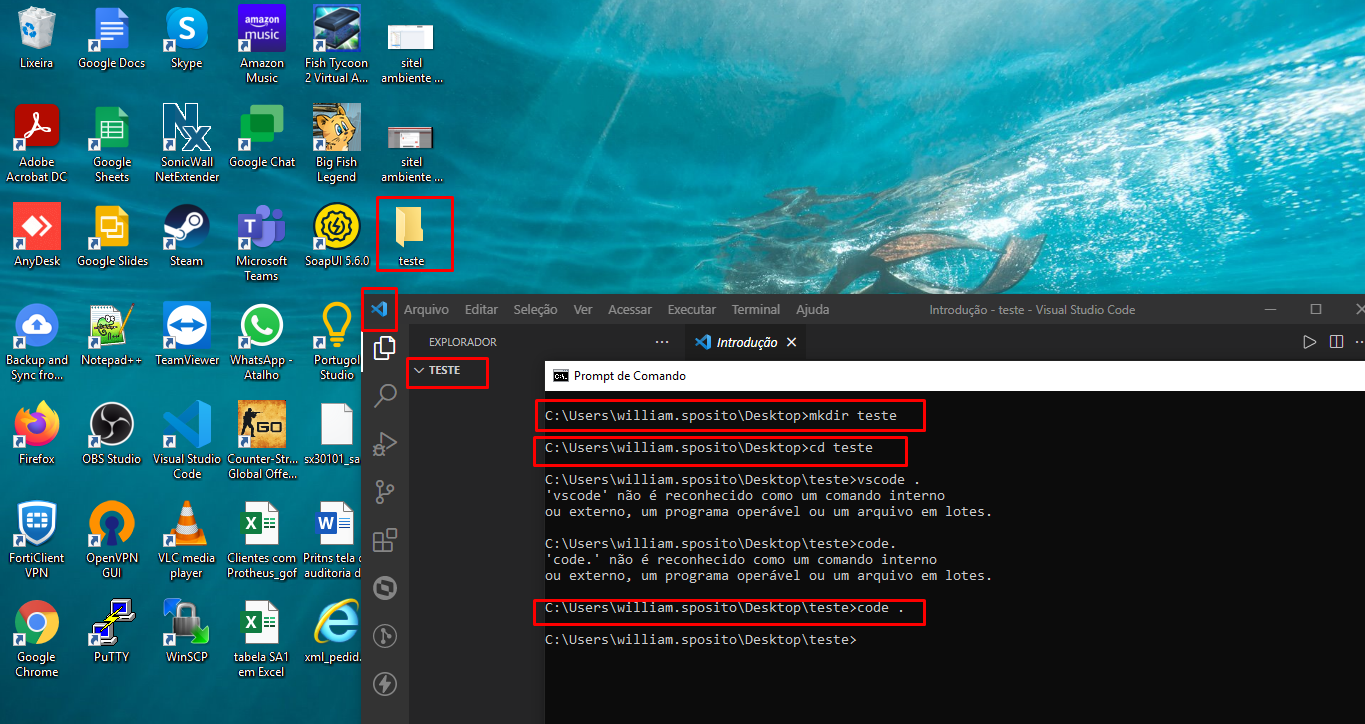 Lixeira
Google Docs
Skype
amazon
music
Amazon
Music
Fish Tycoon
2 Virtual A...
sitel
ambiente ...
Adobe
Acrobat DC
Google
Sheets
SonicWall
NetExtender
Google Chat
Big Fish
Legend
sitel
ambiente ...
AnyDesk
Google Slides
Steam
Microsoft
Teams
SoapUI 5.6.0
teste
Backup and
Sync fro...
Notepad++
TeamViewer
WhatsApp -
Atalho
Portugol
Studio
Firefox
OBS Studio
Visual Studio
Code
GO
Counter-Str...
Global Offe...
sx30101_sa
FortiClient
VPN
OpenVPN
GUI
VLC media
player
Clientes com
Protheus_gof
Pritns tela d
auditoria d
Google
Chrome
PuTTY
WinSCP
tabela SA1
em Excel
xml_pedid.
Arquivo Editar Seleção Ver Acessar Executar Terminal Ajuda Introdução - teste - Visual Studio Code
EXPLORADOR ... Introdução
TESTE
Prompt de Comando
C:\Users\william.sposito\Desktop>mkdir teste
C:\Users\william.sposito\Desktop>cd teste
C:\Users\william.sposito\Desktop\teste>vscode .
'vscode' não é reconhecido como um comando interno
ou externo, um programa operável ou um arquivo em lotes.
C:\Users\william.sposito\Desktop\teste>code.
'code.' não é reconhecido como um comando interno
ou externo, um programa operável ou um arquivo em lotes.
C:\Users\william.sposito\Desktop\teste>code .
C:\Users\william.sposito\Desktop\teste>